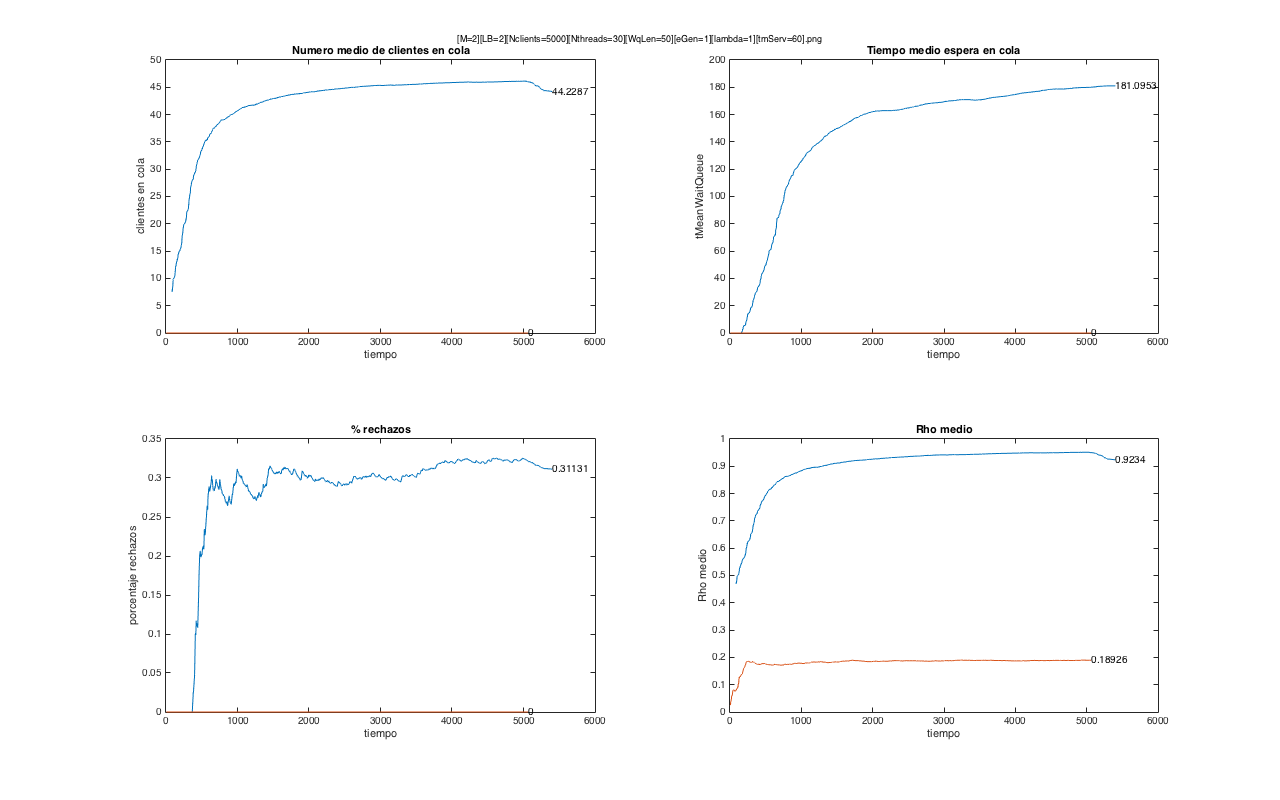 [M=2][LB=2][Nclients=5000][Nthreads=30][WqLen=50][eGen=1][lambda=1][tmServ=60].png
Numero medio de clientes en cola
50
45
40
35
30
25
20
15
10
5
0
clientes en cola
44.2287
0
0 1000 2000 3000 4000 5000 6000
tiempo
Tiempo medio espera en cola
200
180
160
140
120
100
80
60
40
20
0
tMeanWaitQueue
181.0953
0
0 1000 2000 3000 4000 5000 6000
tiempo
% rechazos
0.35
0.3
0.25
0.2
0.15
0.1
0.05
0
porcentaje rechazos
0.31131
0
0 1000 2000 3000 4000 5000 6000
tiempo
Rho medio
1
0.9
0.8
0.7
0.6
0.5
0.4
0.3
0.2
0.1
0
Rho medio
0.9234
0.18926
0 1000 2000 3000 4000 5000 6000
tiempo